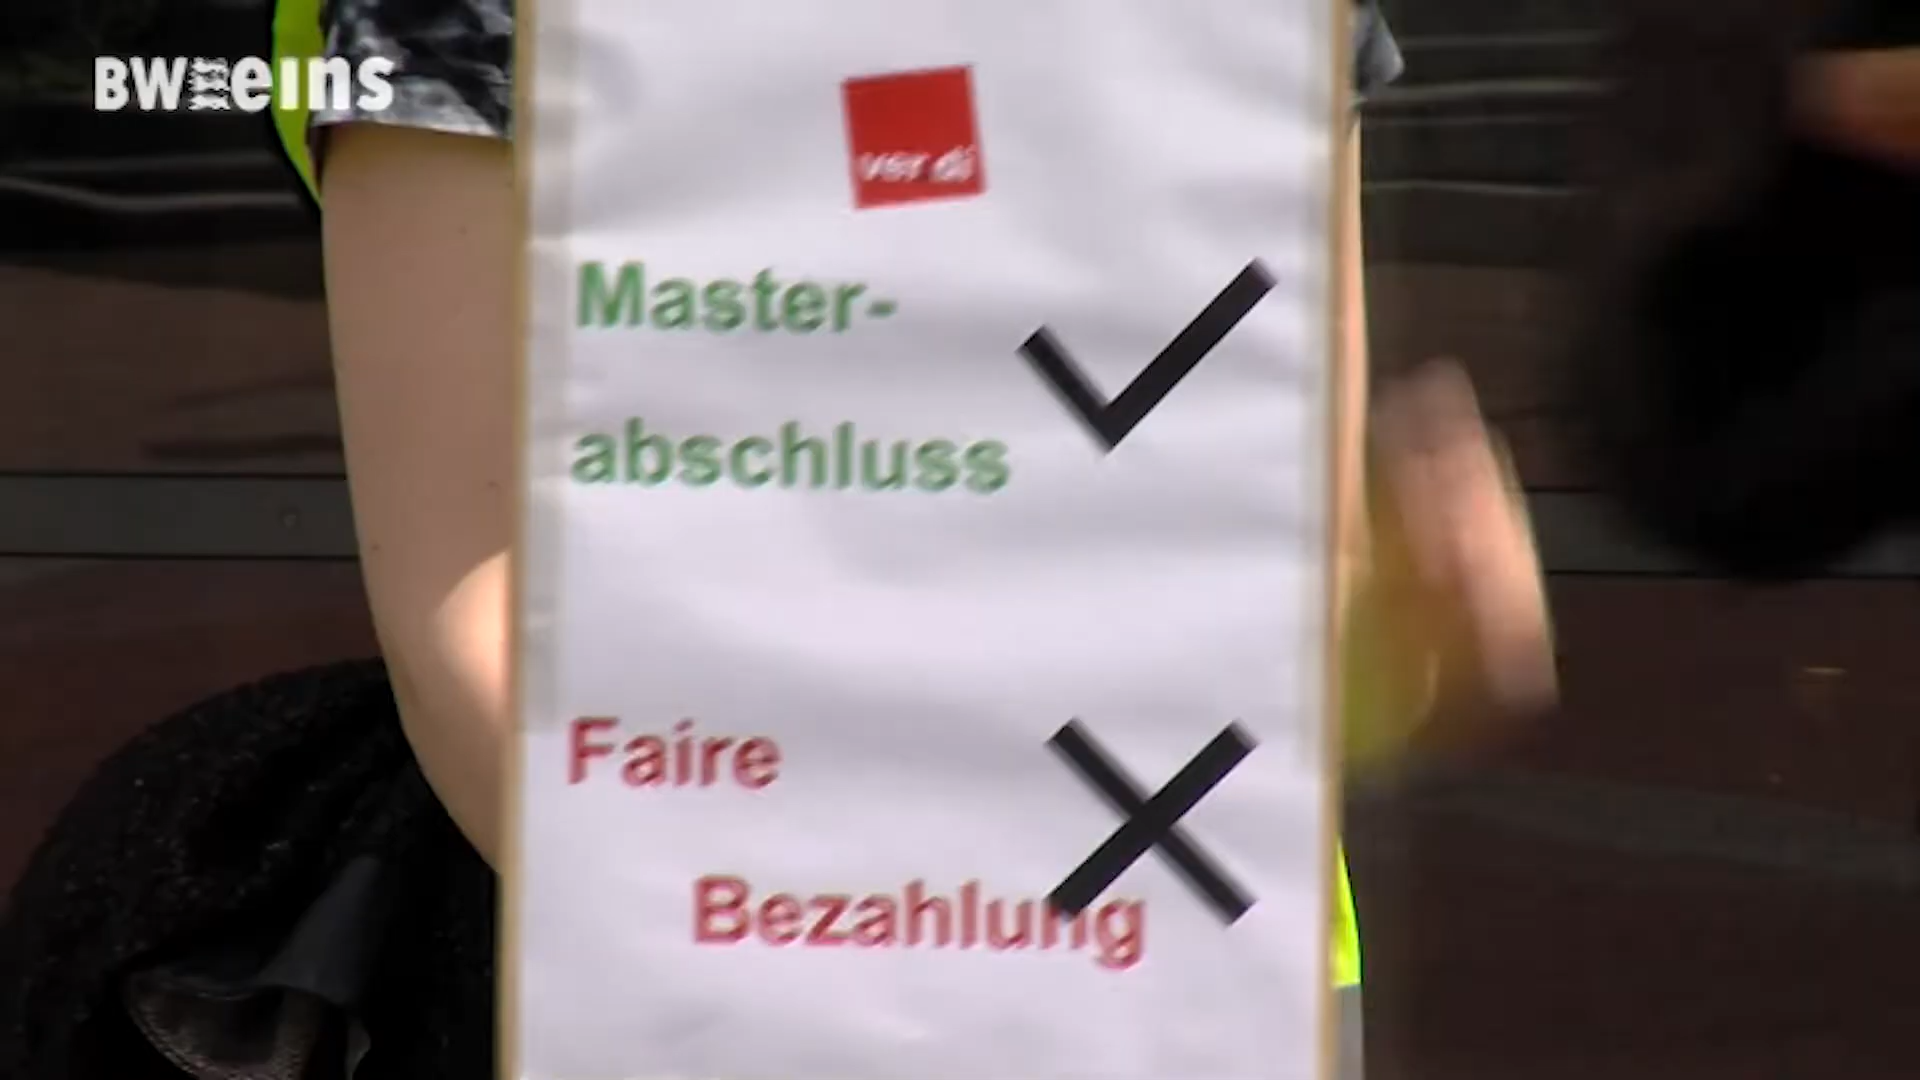 BW eins
ver.di
Master-
abschluss
Faire
Bezahlung